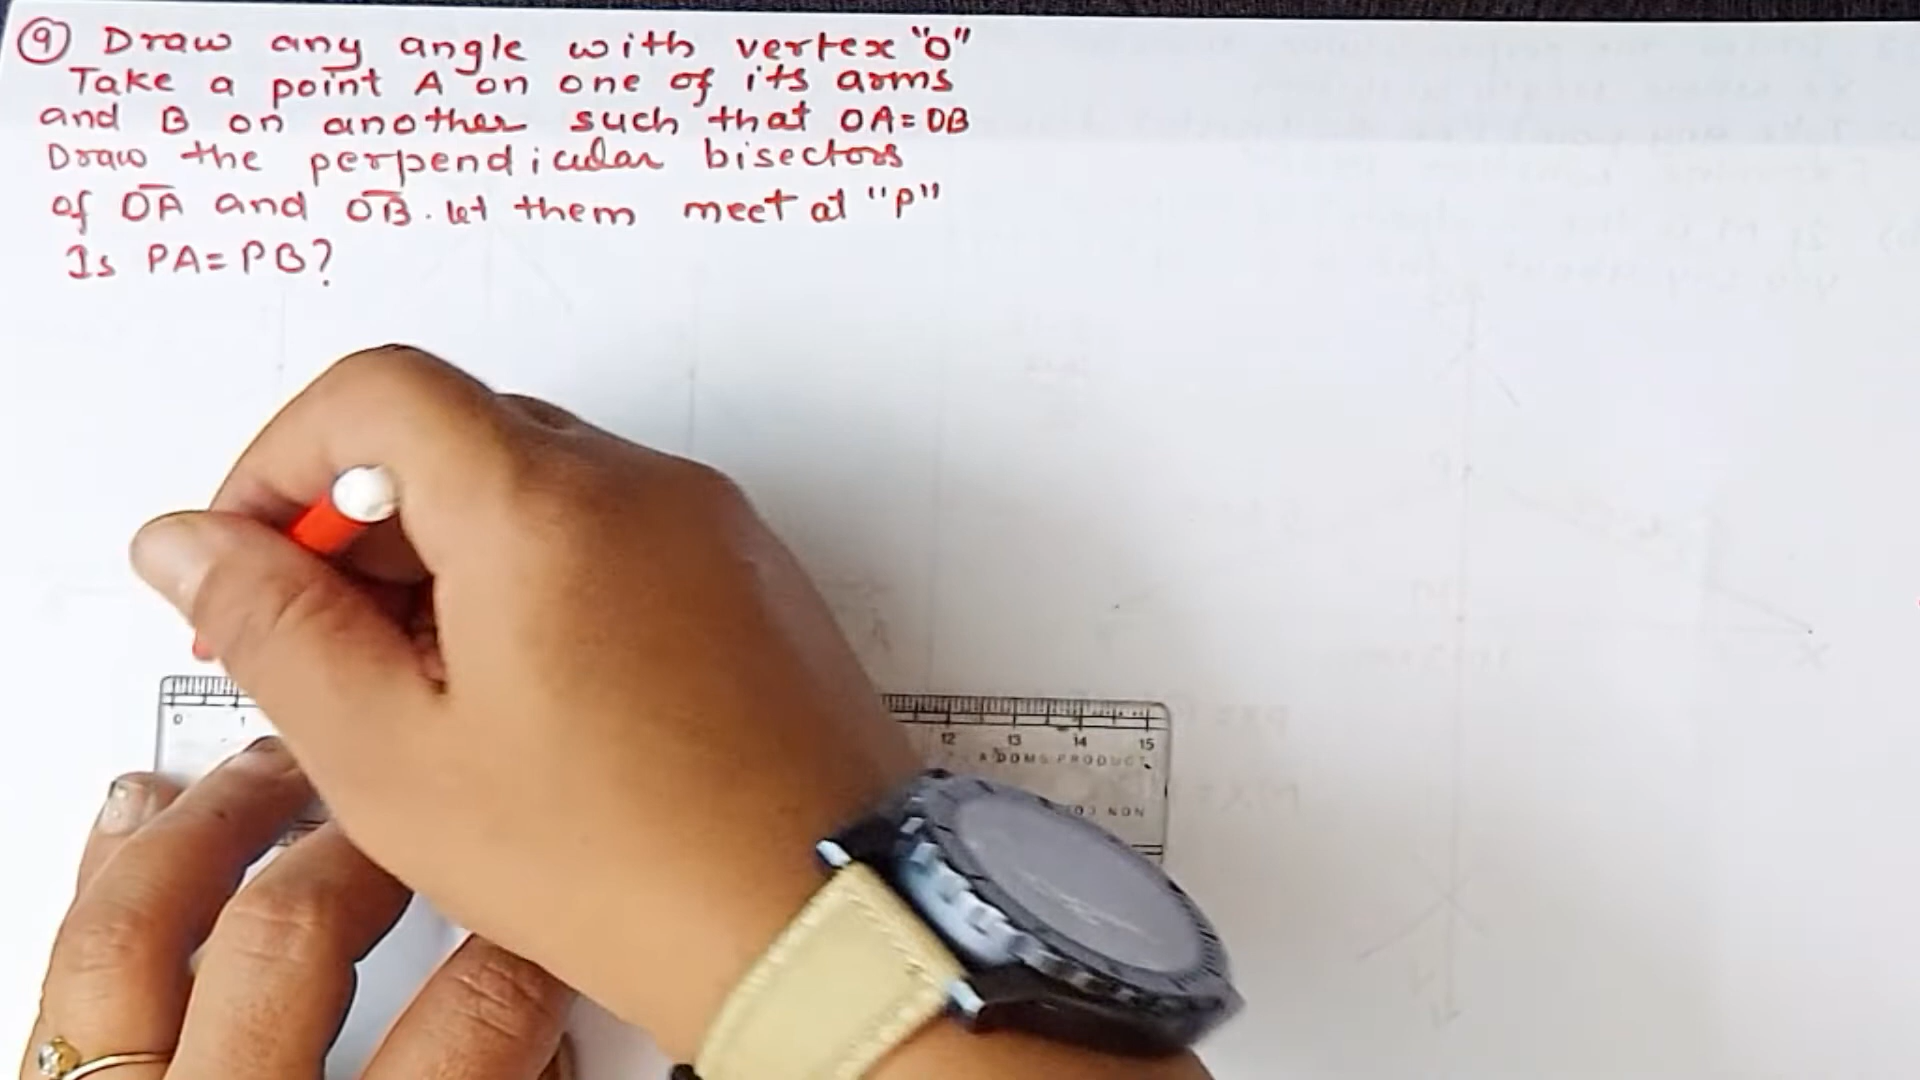 9 Draw any angle with vertex "O"
Take a point A on one of its arms
and B on another such that OA=OB
Draw the perpendicular bisectors
of OA and OB. let them meet at "P"
Is PA=PB?
0 1 12 13 14 15
A DOMS PRODUCT